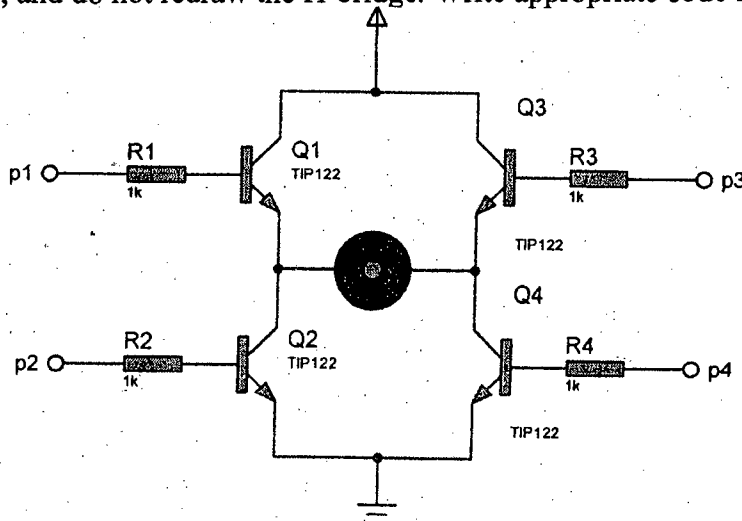 , and do not redraw the H-bridge. Write appropriate code
Q3
R1
Q1
R3
p1
TIP122
p3
1k
1k
TIP122
Q4
R2
Q2
R4
p2
TIP122
p4
1k
1k
TIP122